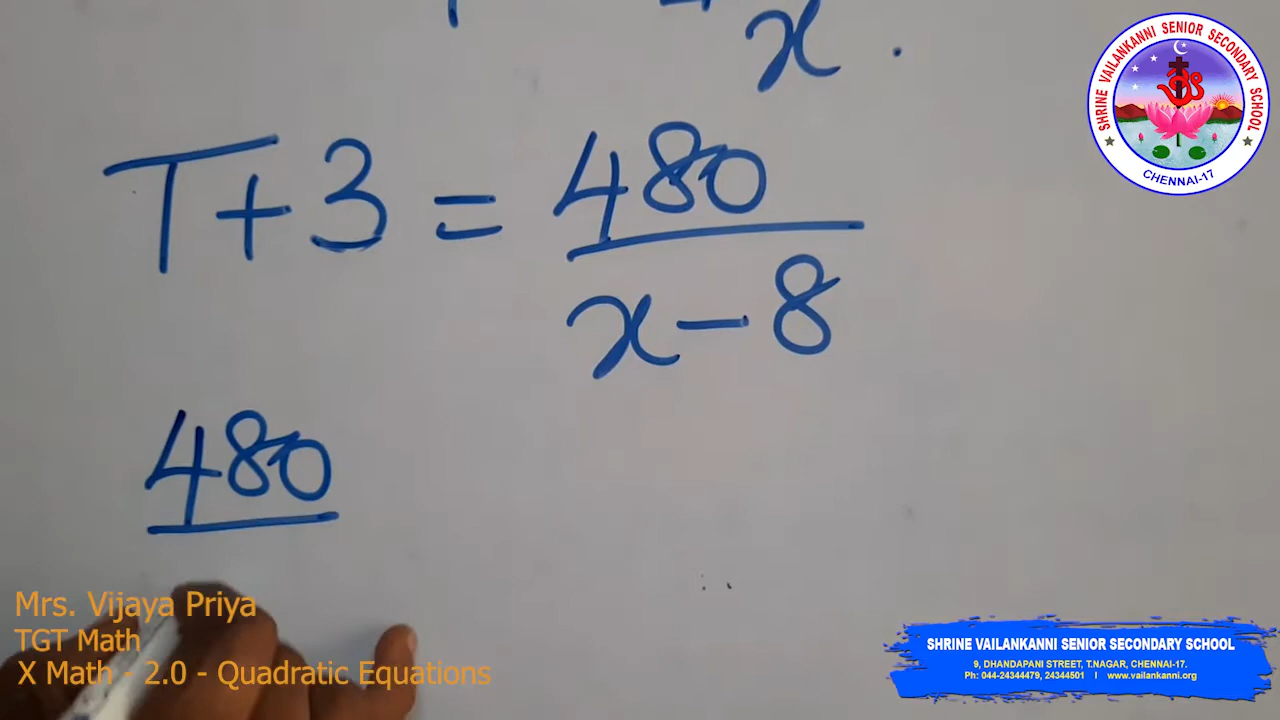 x .
T + 3 = 480
x - 8
480
Mrs. Vijaya Priya
TGT Math
X Math - 2.0 - Quadratic Equations
SHRINE VAILANKANNI SENIOR SECONDARY SCHOOL
CHENNAI-17
SHRINE VAILANKANNI SENIOR SECONDARY SCHOOL
9, DHANDAPANI STREET, T.NAGAR, CHENNAI-17.
Ph: 044-24344479, 24344501 I www.vailankanni.org